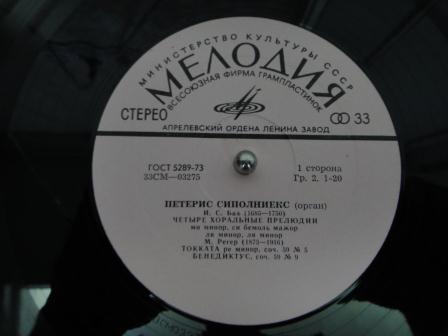 МИНИСТЕРСТВО КУЛЬТУРЫ СССР
МЕЛОДИЯ
ВСЕСОЮЗНАЯ ФИРМА ГРАМПЛАСТИНОК
СТЕРЕО
33
АПРЕЛЕВСКИЙ ОРДЕНА ЛЕНИНА ЗАВОД
ГОСТ 5289-73
1 сторона
33СМ—03275
Гр. 2. 1-20
ПЕТЕРИС СИПОЛНИЕКС (орган)
И. С. Бах (1685—1750)
ЧЕТЫРЕ ХОРАЛЬНЫЕ ПРЕЛЮДИИ
ми минор, си бемоль мажор
ля минор, ля минор
М. Регер (1873—1916)
ТОККАТА ре минор, соч. 59 № 5
БЕНЕДИКТУС, соч. 59 № 9